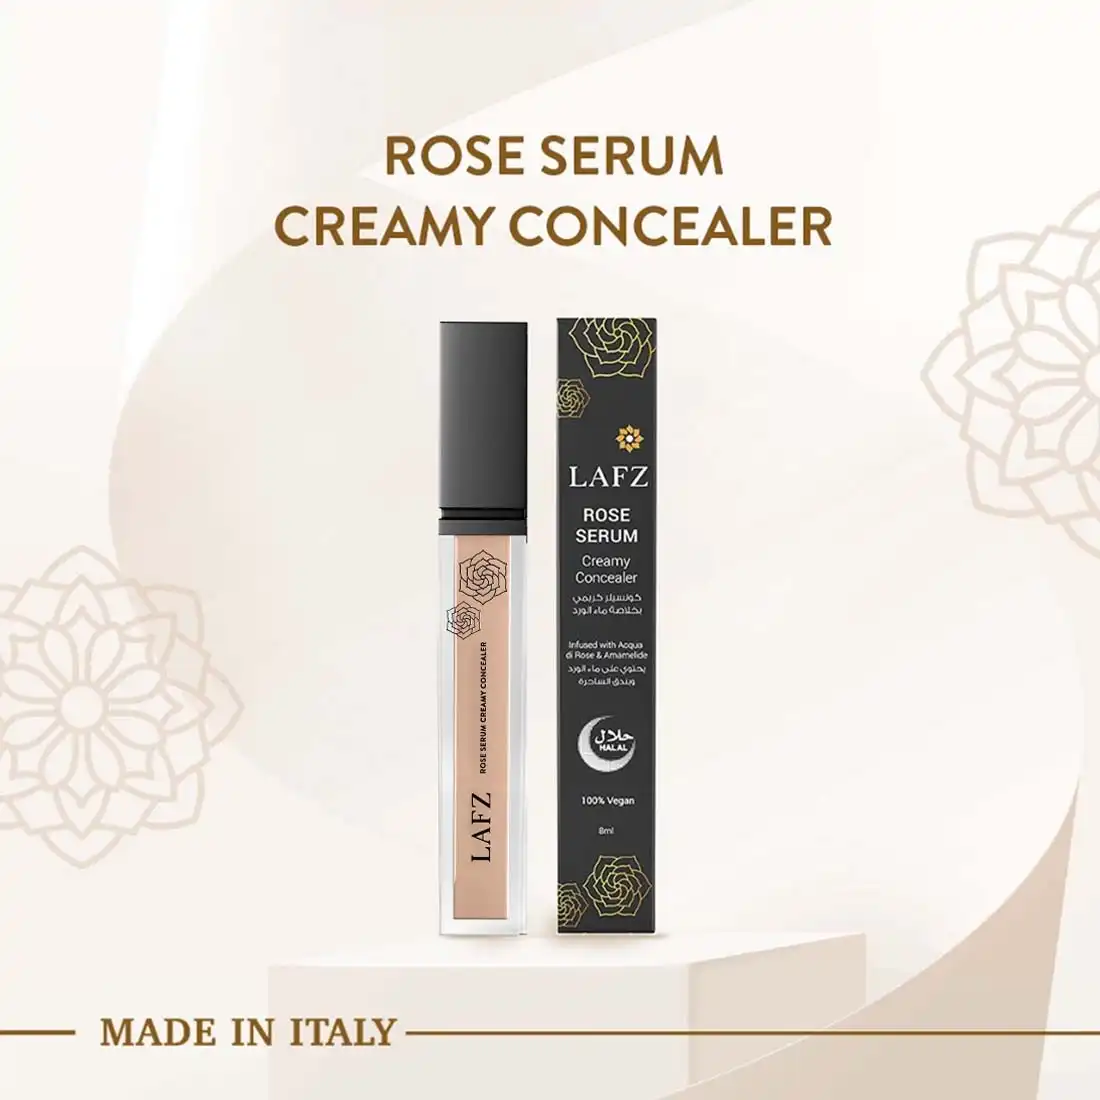 ROSE SERUM
CREAMY CONCEALER
LAFZ
ROSE SERUM CREAMY CONCEALER
LAFZ
ROSE
SERUM
Creamy
Concealer
كونسيلر كريمي
بخلاصة ماء الورد
Infused with Acqua
di Rose & Amamelide
يحتوي على ماء الورد
وبندق الساحرة
حلال
HALAL
100% Vegan
8ml
MADE IN ITALY